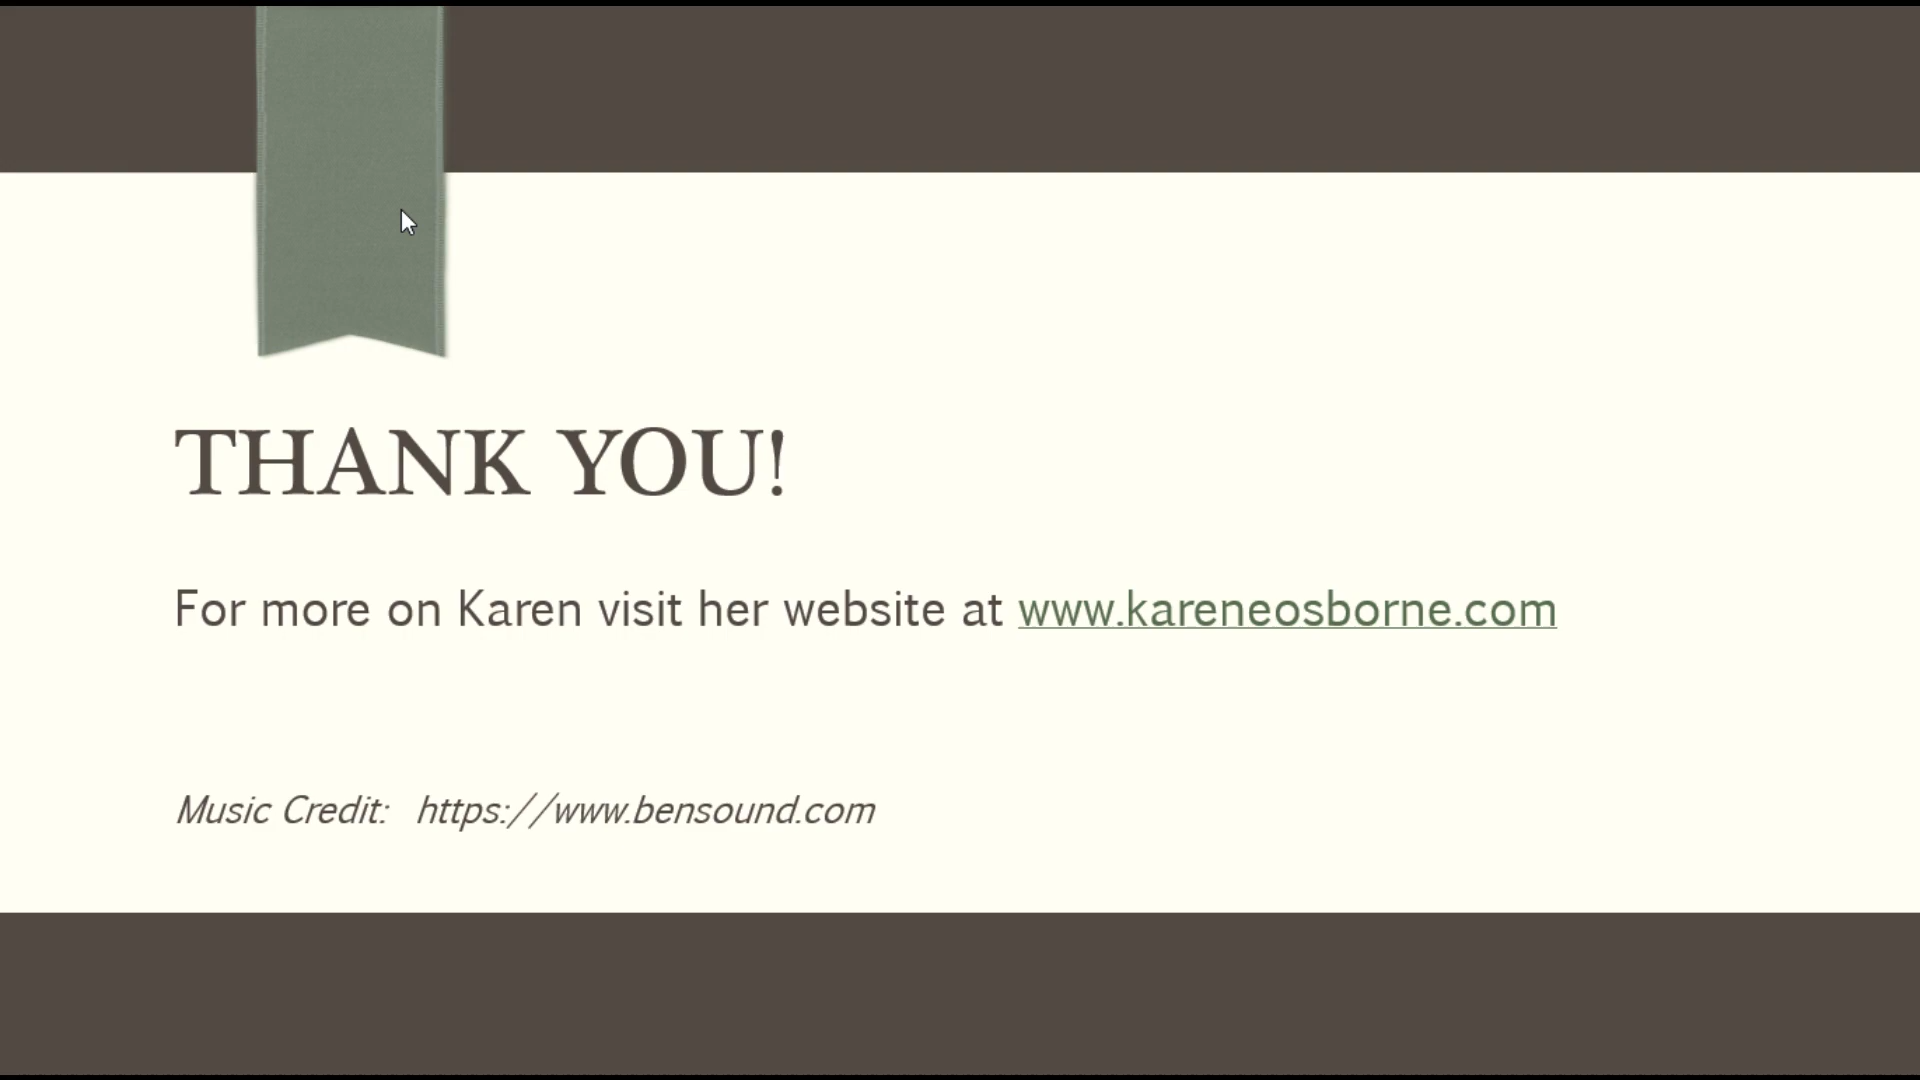 THANK YOU!
For more on Karen visit her website at www.kareneosborne.com
Music Credit: https://www.bensound.com